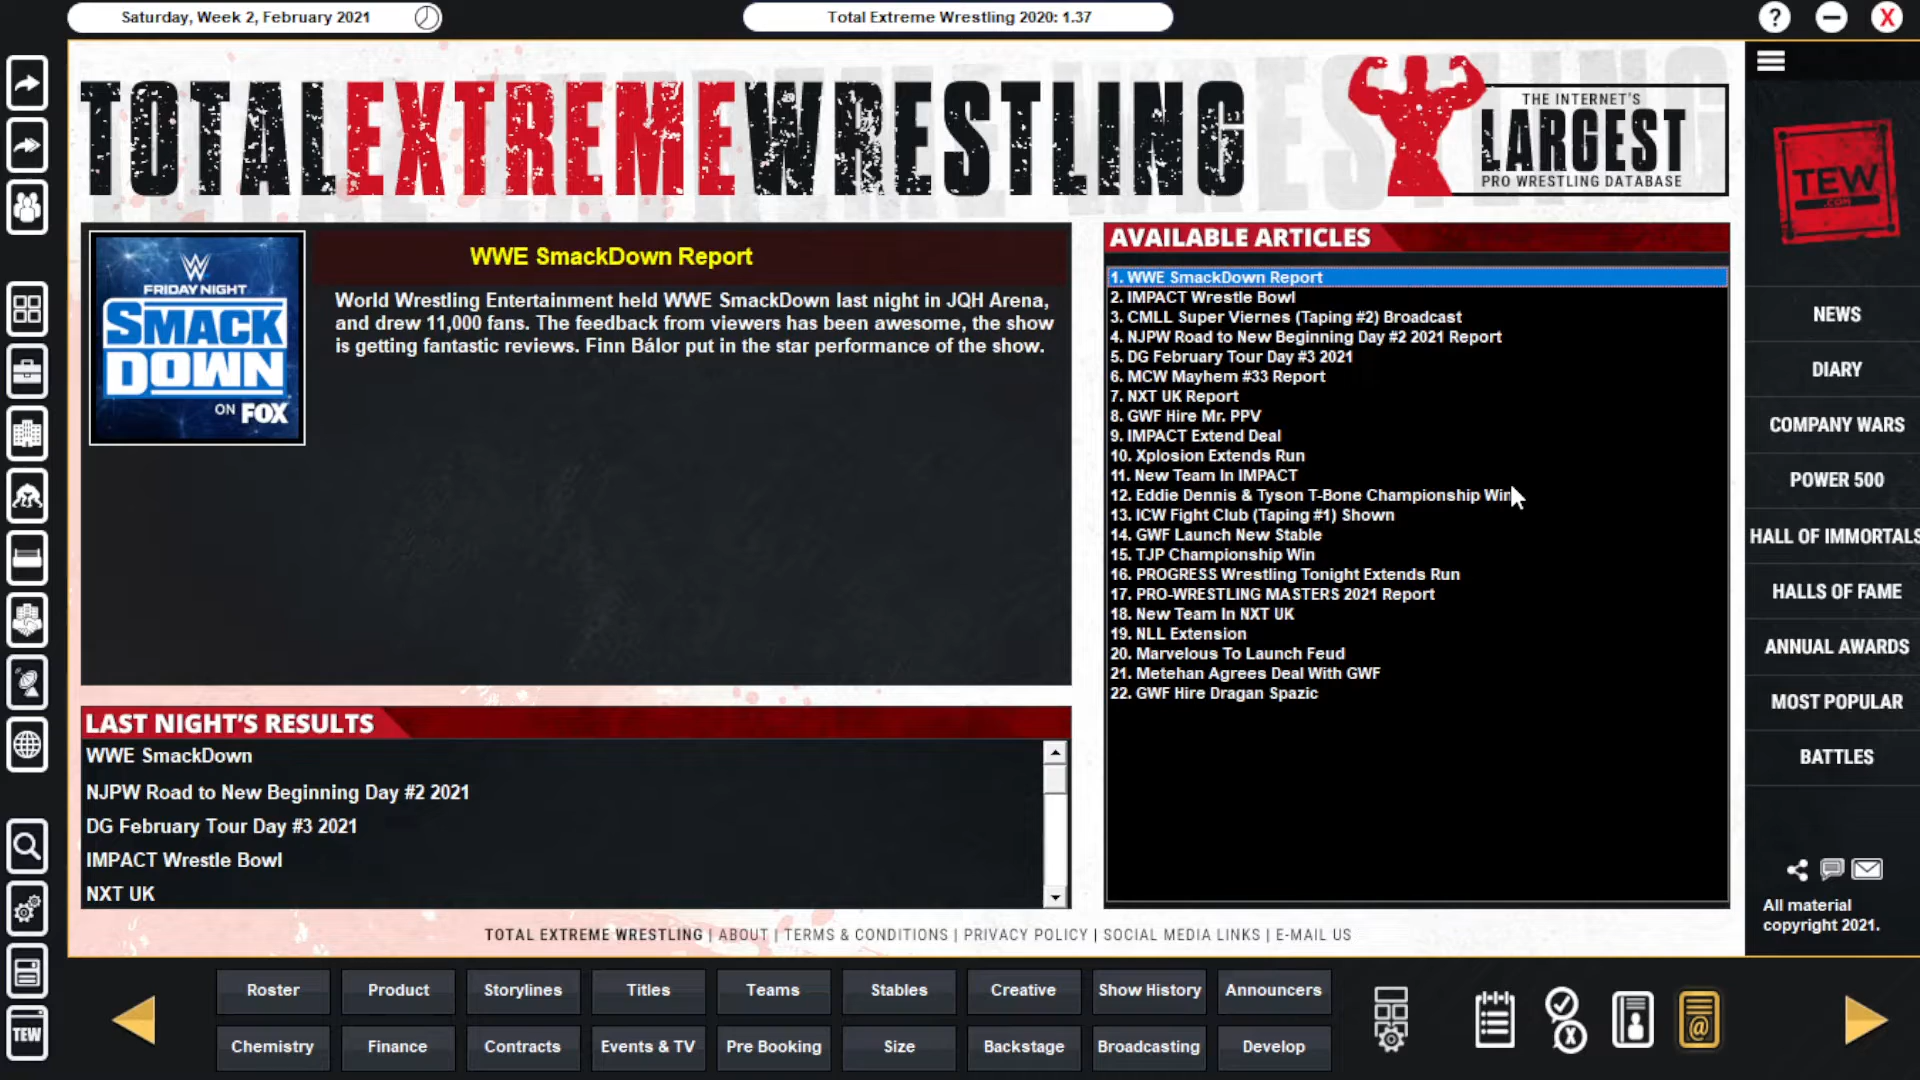 Saturday, Week 2, February 2021
Total Extreme Wrestling 2020: 1.37
?
X
TOTALEXTREMEWRESTLING
THE INTERNET'S
LARGEST
PRO WRESTLING DATABASE
TEW
.COM
W
FRIDAY NIGHT
SMACK
DOWN
ON FOX
WWE SmackDown Report
World Wrestling Entertainment held WWE SmackDown last night in JQH Arena,
and drew 11,000 fans. The feedback from viewers has been awesome, the show
is getting fantastic reviews. Finn Bálor put in the star performance of the show.
AVAILABLE ARTICLES
1. WWE SmackDown Report
2. IMPACT Wrestle Bowl
3. CMLL Super Viernes (Taping #2) Broadcast
4. NJPW Road to New Beginning Day #2 2021 Report
5. DG February Tour Day #3 2021
6. MCW Mayhem #33 Report
7. NXT UK Report
8. GWF Hire Mr. PPV
9. IMPACT Extend Deal
10. Xplosion Extends Run
11. New Team In IMPACT
12. Eddie Dennis & Tyson T-Bone Championship Win
13. ICW Fight Club (Taping #1) Shown
14. GWF Launch New Stable
15. TJP Championship Win
16. PROGRESS Wrestling Tonight Extends Run
17. PRO-WRESTLING MASTERS 2021 Report
18. New Team In NXT UK
19. NLL Extension
20. Marvelous To Launch Feud
21. Metehan Agrees Deal With GWF
22. GWF Hire Dragan Spazic
NEWS
DIARY
COMPANY WARS
POWER 500
HALL OF IMMORTALS
HALLS OF FAME
ANNUAL AWARDS
MOST POPULAR
BATTLES
All material
copyright 2021.
LAST NIGHT'S RESULTS
WWE SmackDown
NJPW Road to New Beginning Day #2 2021
DG February Tour Day #3 2021
IMPACT Wrestle Bowl
NXT UK
TOTAL EXTREME WRESTLING | ABOUT | TERMS & CONDITIONS | PRIVACY POLICY | SOCIAL MEDIA LINKS | E-MAIL US
TEW
Roster
Product
Storylines
Titles
Teams
Stables
Creative
Show History
Announcers
Chemistry
Finance
Contracts
Events & TV
Pre Booking
Size
Backstage
Broadcasting
Develop